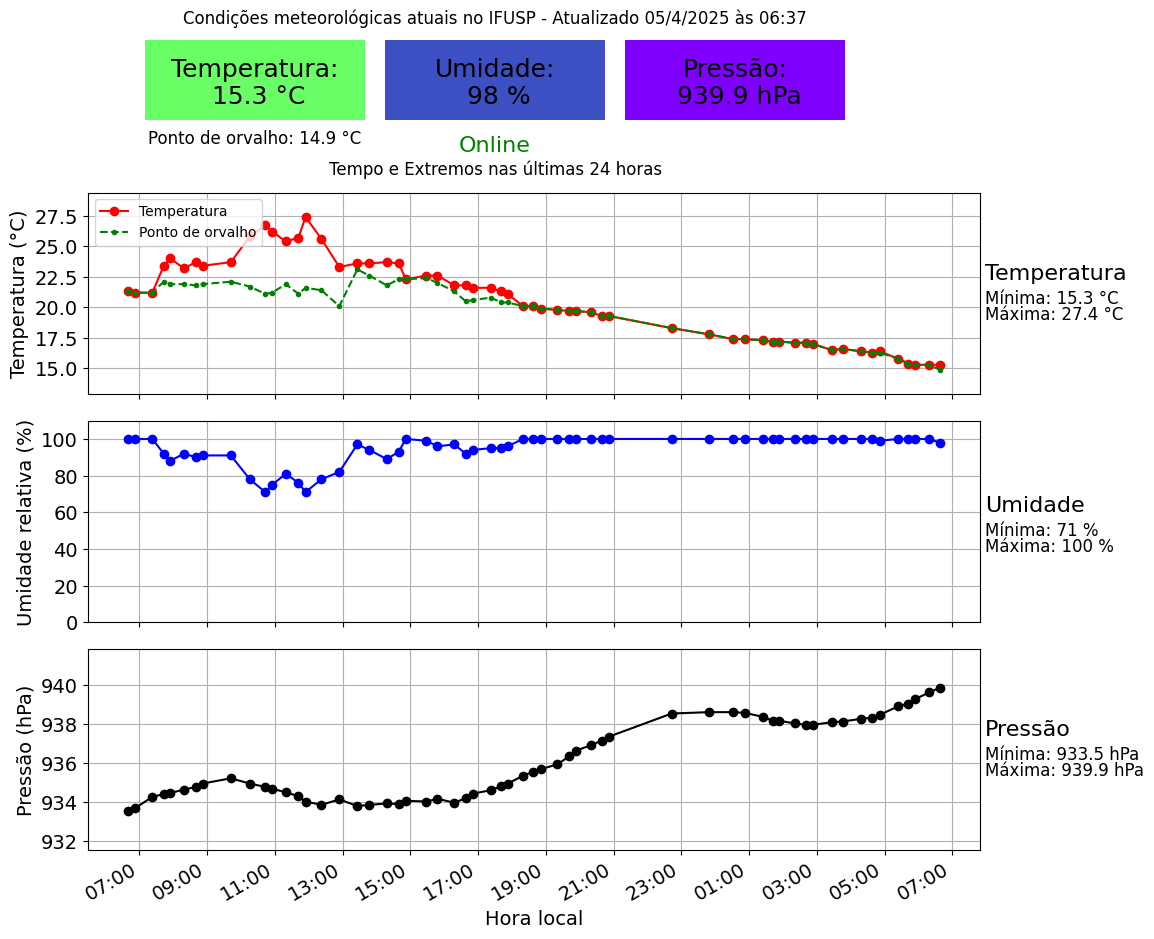 Condições meteorológicas atuais no IFUSP - Atualizado 05/4/2025 às 06:37
Temperatura:
15.3 °C
Umidade:
98 %
Pressão:
939.9 hPa
Ponto de orvalho: 14.9 °C
Online
Tempo e Extremos nas últimas 24 horas
Temperatura (°C)
27.5
25.0
22.5
20.0
17.5
15.0
Temperatura
Ponto de orvalho
Temperatura
Mínima: 15.3 °C
Máxima: 27.4 °C
Umidade relativa (%)
100
80
60
40
20
0
Umidade
Mínima: 71 %
Máxima: 100 %
Pressão (hPa)
940
938
936
934
932
Pressão
Mínima: 933.5 hPa
Máxima: 939.9 hPa
07:00
09:00
11:00
13:00
15:00
17:00
19:00
21:00
23:00
01:00
03:00
05:00
07:00
Hora local